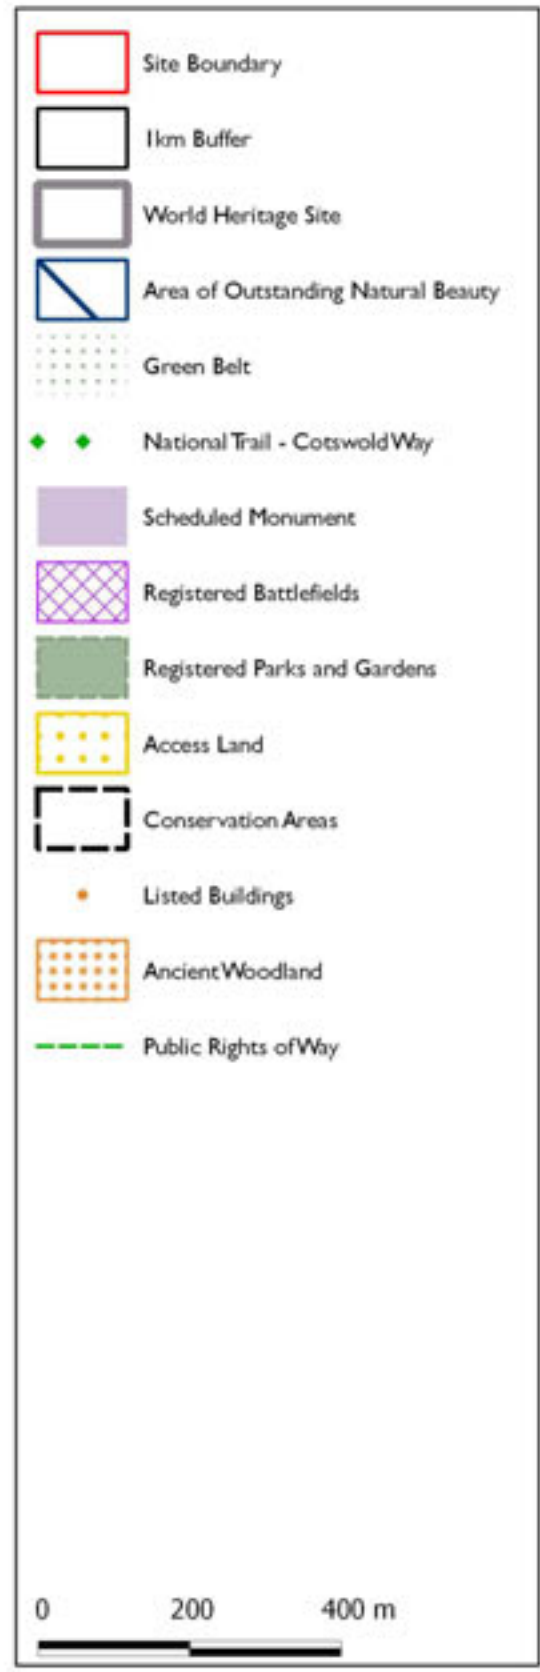 Site Boundary
1km Buffer
World Heritage Site
Area of Outstanding Natural Beauty
Green Belt
National Trail - Cotswold Way
Scheduled Monument
Registered Battlefields
Registered Parks and Gardens
Access Land
Conservation Areas
Listed Buildings
Ancient Woodland
Public Rights of Way
0 200 400 m